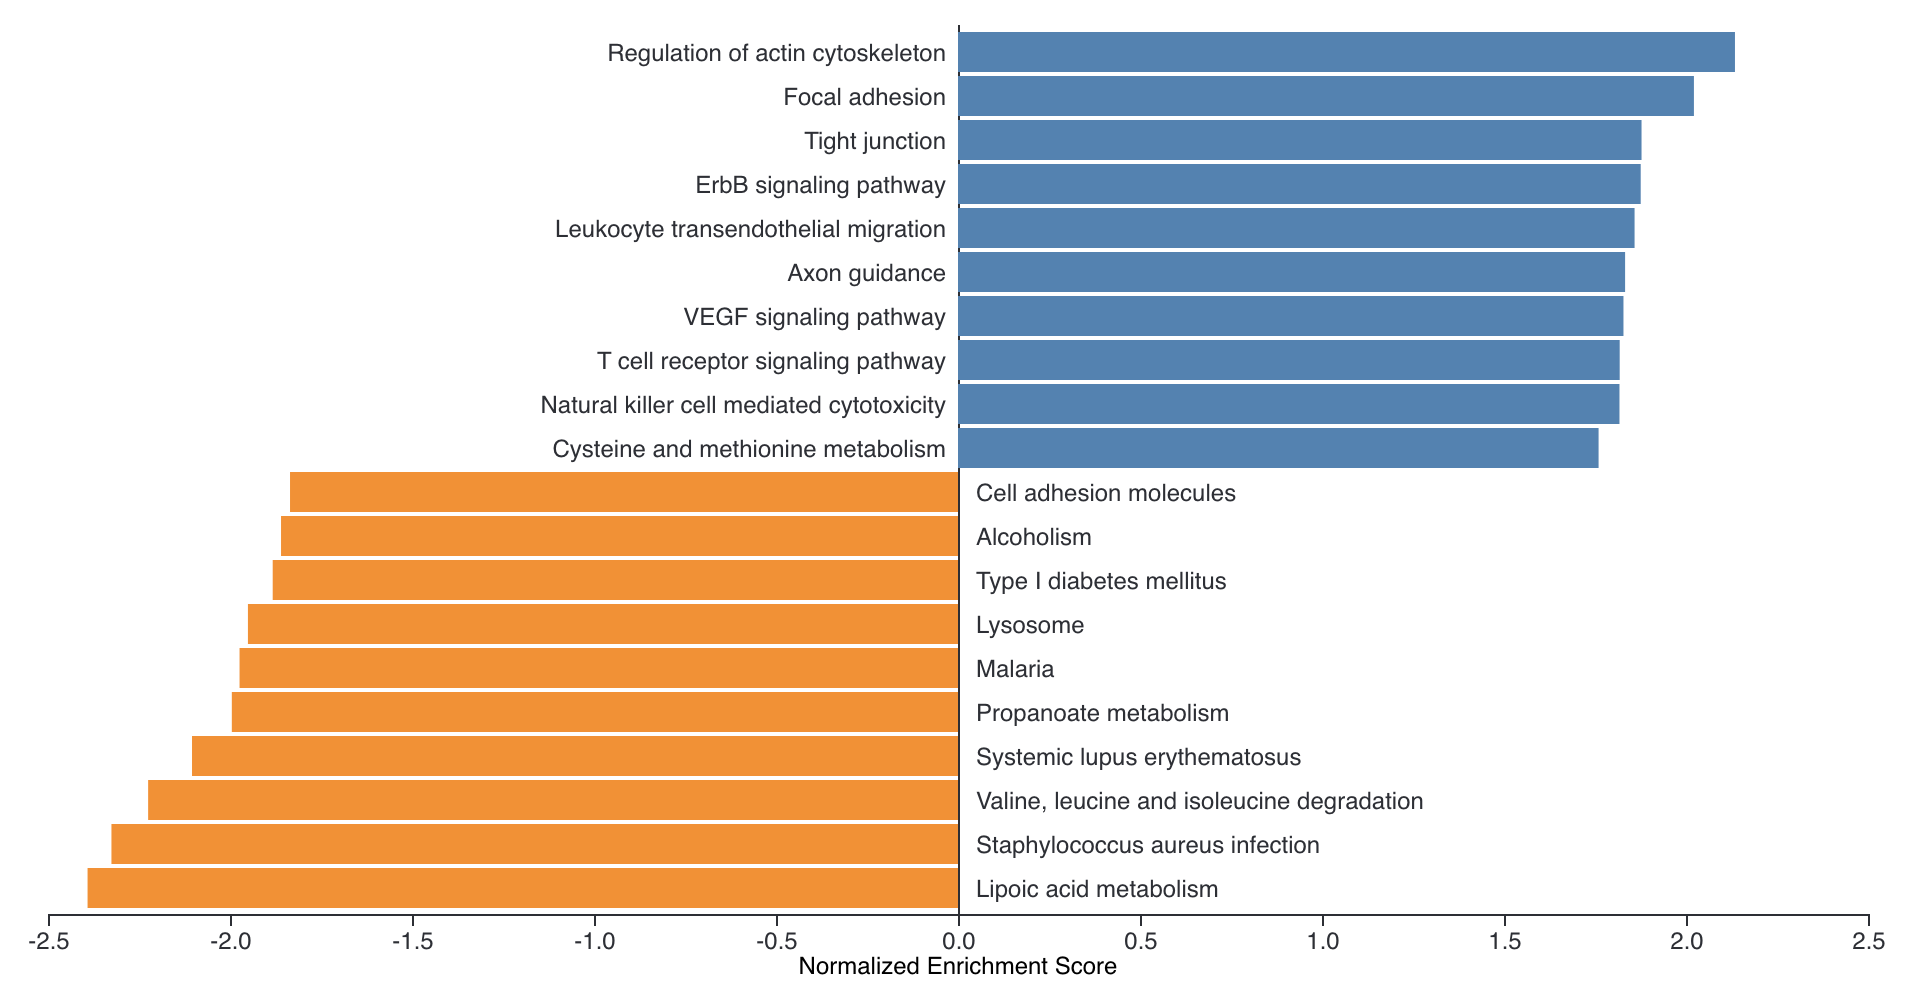 Regulation of actin cytoskeleton
Focal adhesion
Tight junction
ErbB signaling pathway
Leukocyte transendothelial migration
Axon guidance
VEGF signaling pathway
T cell receptor signaling pathway
Natural killer cell mediated cytotoxicity
Cysteine and methionine metabolism
Cell adhesion molecules
Alcoholism
Type I diabetes mellitus
Lysosome
Malaria
Propanoate metabolism
Systemic lupus erythematosus
Valine, leucine and isoleucine degradation
Staphylococcus aureus infection
Lipoic acid metabolism
-2.5 -2.0 -1.5 -1.0 -0.5 0.0 0.5 1.0 1.5 2.0 2.5
Normalized Enrichment Score